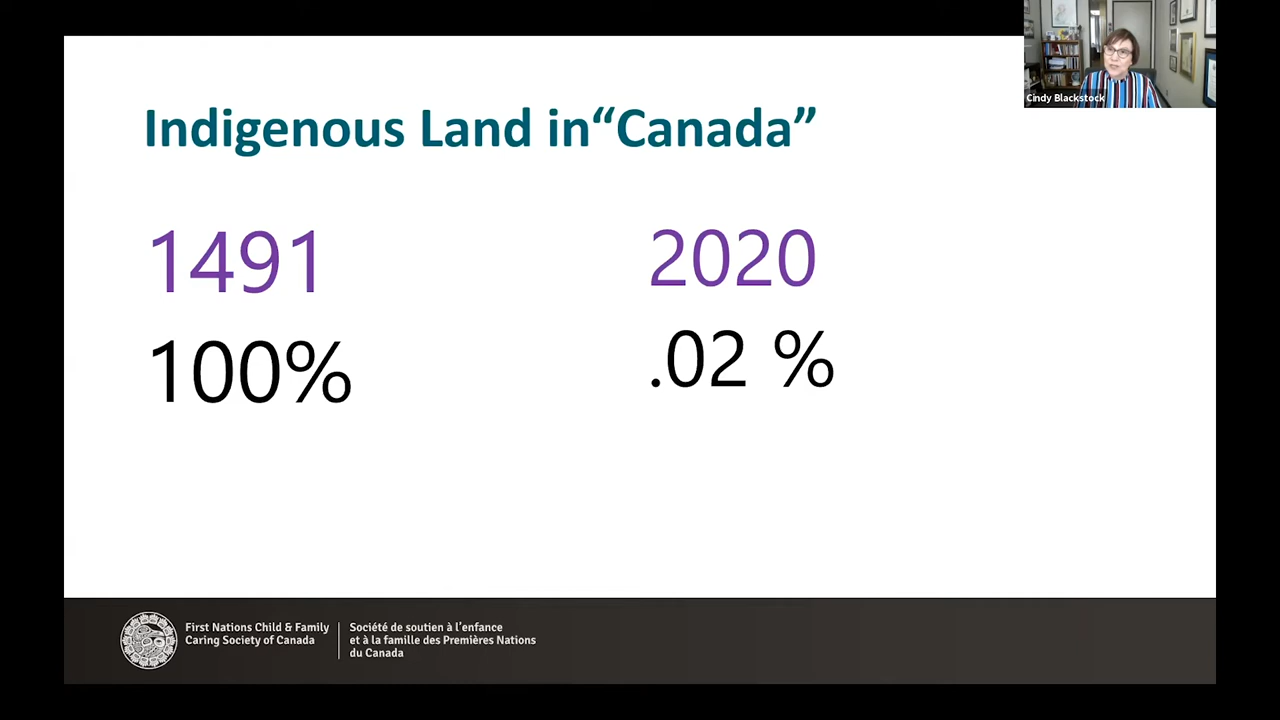 Cindy Blackstock
Indigenous Land in“Canada”
1491
100%
2020
.02 %
First Nations Child & Family
Caring Society of Canada
Société de soutien à l’enfance
et à la famille des Premières Nations
du Canada